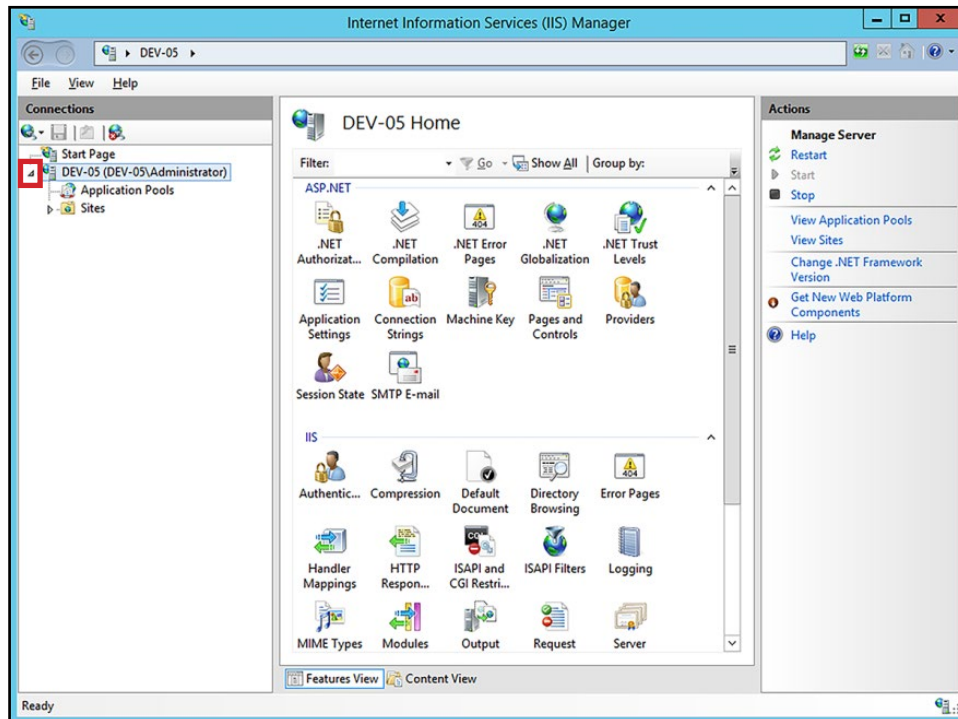 Internet Information Services (IIS) Manager
DEV-05
File View Help
Connections
Start Page
DEV-05 (DEV-05\Administrator)
Application Pools
Sites
DEV-05 Home
Filter: Go Show All Group by:
ASP.NET
.NET Authorizat...
.NET Compilation
.NET Error Pages
.NET Globalization
.NET Trust Levels
Application Settings
Connection Strings
Machine Key
Pages and Controls
Providers
Session State
SMTP E-mail
IIS
Authentic...
Compression
Default Document
Directory Browsing
Error Pages
Handler Mappings
HTTP Respon...
ISAPI and CGI Restri...
ISAPI Filters
Logging
MIME Types
Modules
Output
Request
Server
Features View
Content View
Actions
Manage Server
Restart
Start
Stop
View Application Pools
View Sites
Change .NET Framework
Version
Get New Web Platform
Components
Help
Ready